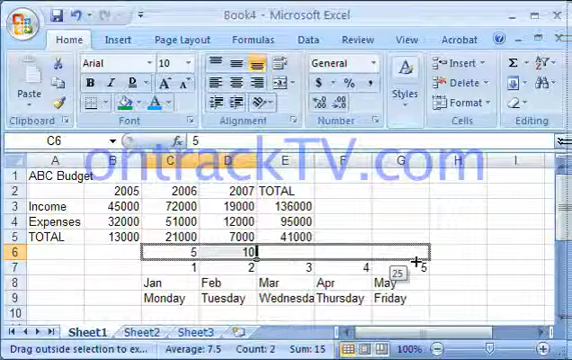 Book4 - Microsoft Excel
Home Insert Page Layout Formulas Data Review View Acrobat
Paste
Clipboard
Arial 10
B I U
Font
Alignment
General
$ % ,
Number
Styles
Insert
Delete
Format
Cells
Editing
C6 fx 5
ontrackTV.com
A B C D E F G H I
1 ABC Budget
2 2005 2006 2007 TOTAL
3 Income 45000 72000 19000 136000
4 Expenses 32000 51000 12000 95000
5 TOTAL 13000 21000 7000 41000
6 5 10
7 1 2 3 4 5
25
8 Jan Feb Mar Apr May
9 Monday Tuesday Wednesda Thursday Friday
10
Sheet1 Sheet2 Sheet3
Drag outside selection to ex... Average: 7.5 Count: 2 Sum: 15 100%